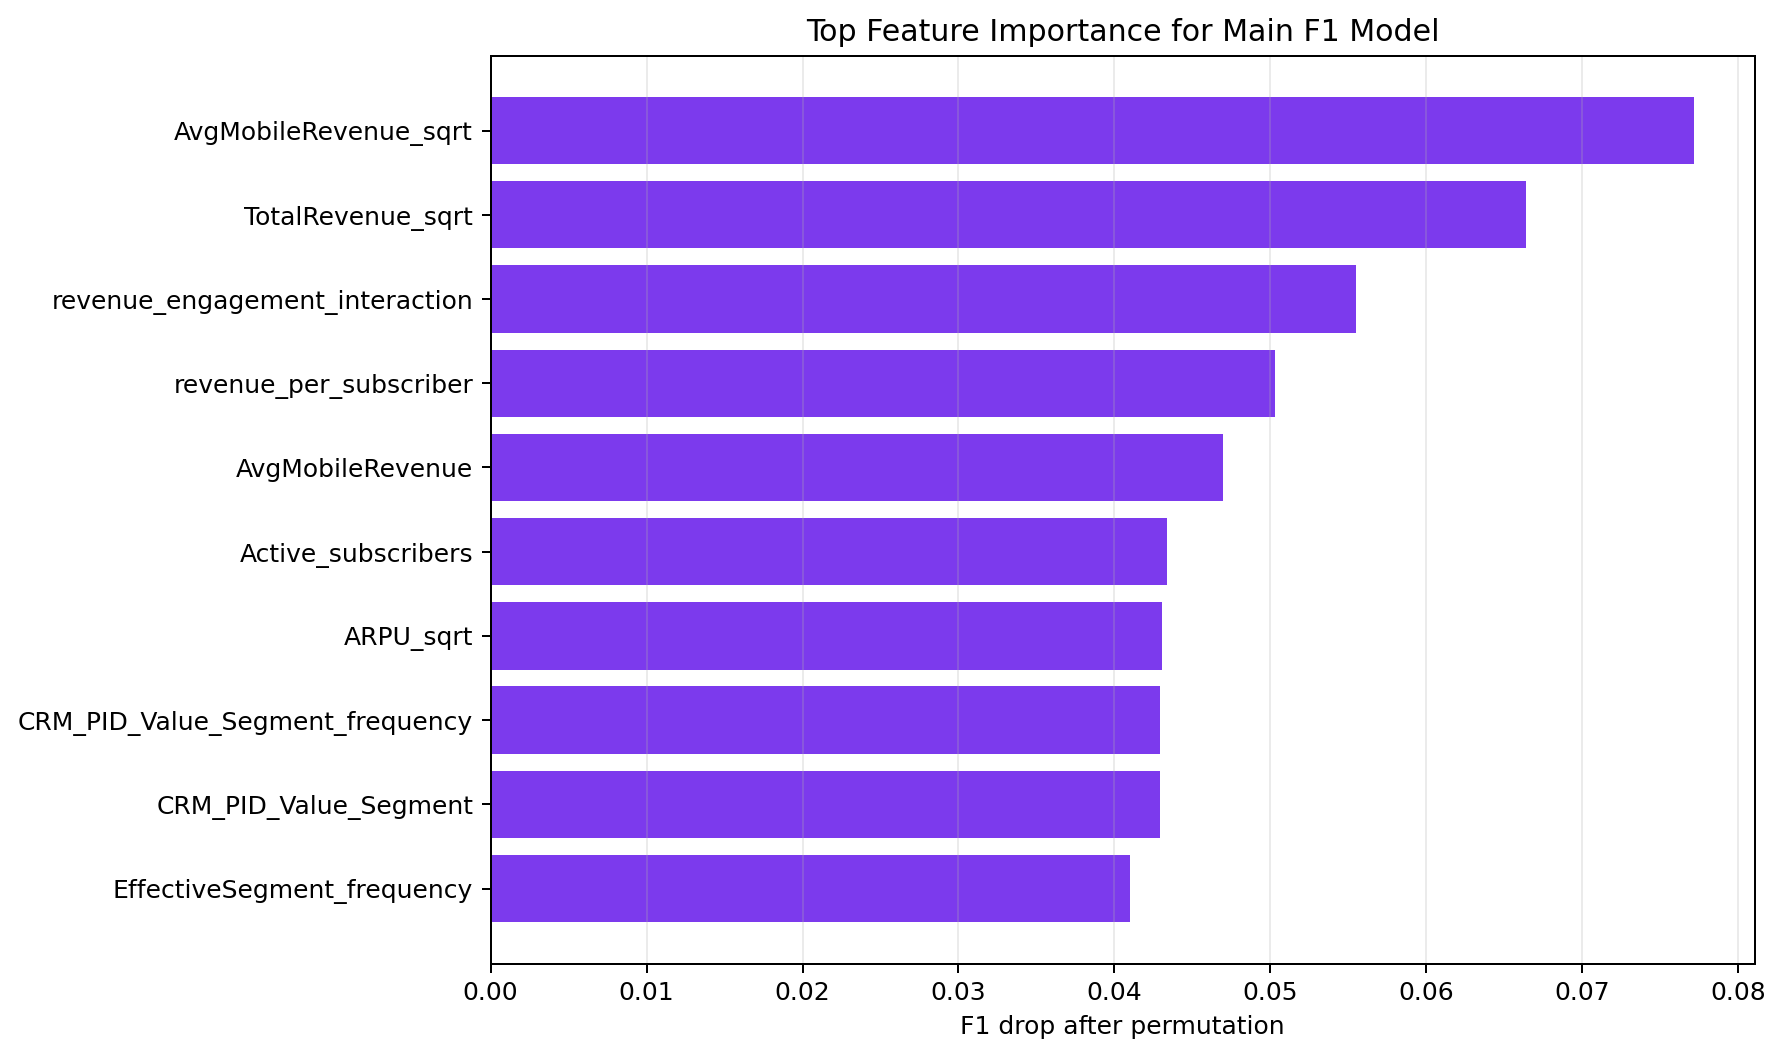 Top Feature Importance for Main F1 Model
AvgMobileRevenue_sqrt
TotalRevenue_sqrt
revenue_engagement_interaction
revenue_per_subscriber
AvgMobileRevenue
Active_subscribers
ARPU_sqrt
CRM_PID_Value_Segment_frequency
CRM_PID_Value_Segment
EffectiveSegment_frequency
0.00 0.01 0.02 0.03 0.04 0.05 0.06 0.07 0.08
F1 drop after permutation